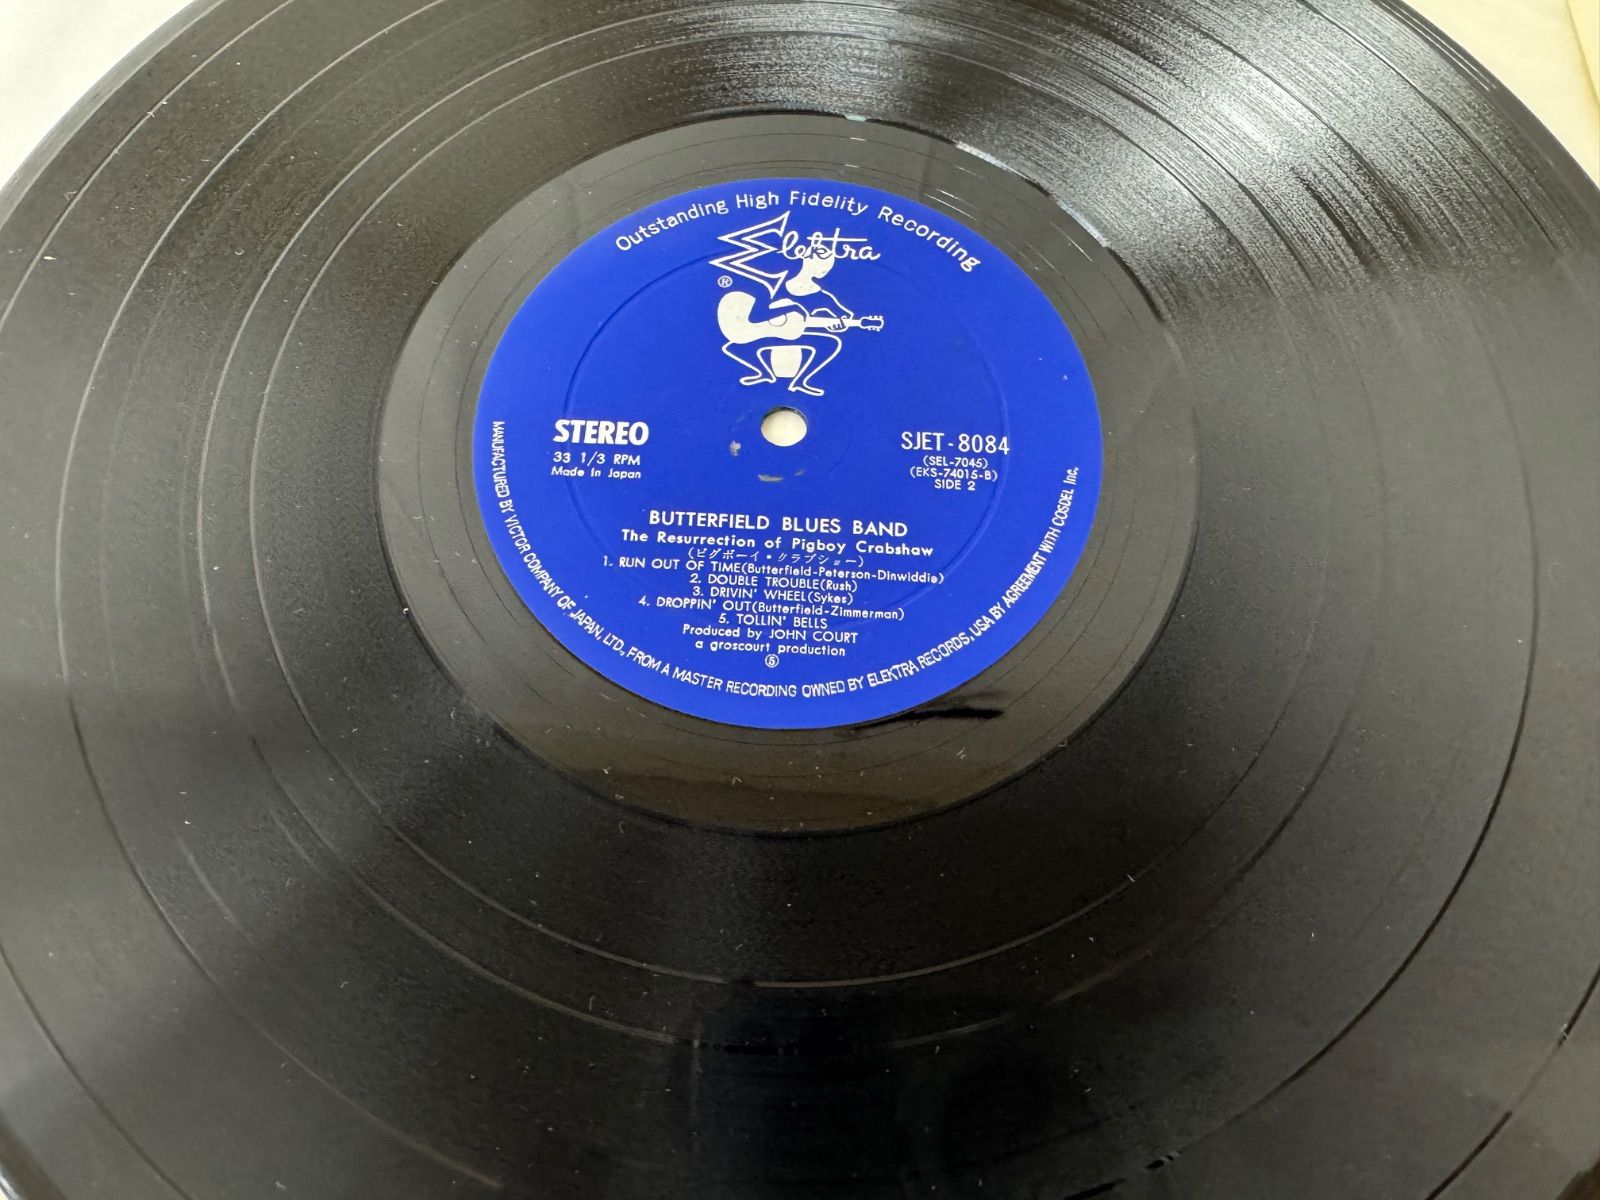 Outstanding High Fidelity Recording
Elektra
®
STEREO
33 1/3 RPM
Made in Japan
SJET-8084
(SEL-7045)
(EKS-74015-B)
SIDE 2
BUTTERFIELD BLUES BAND
The Resurrection of Pigboy Crabshaw
(ピグボーイ・クラブショー)
1. RUN OUT OF TIME(Butterfield-Peterson-Dinwiddie)
2. DOUBLE TROUBLE(Rush)
3. DRIVIN' WHEEL(Sykes)
4. DROPPIN' OUT(Butterfield-Zimmerman)
5. TOLLIN' BELLS
Produced by JOHN COURT
a groscourt production
⑤
MANUFACTURED BY VICTOR COMPANY OF JAPAN, LTD., FROM A MASTER RECORDING OWNED BY ELEKTRA RECORDS, USA BY AGREEMENT WITH COSDEL Inc.